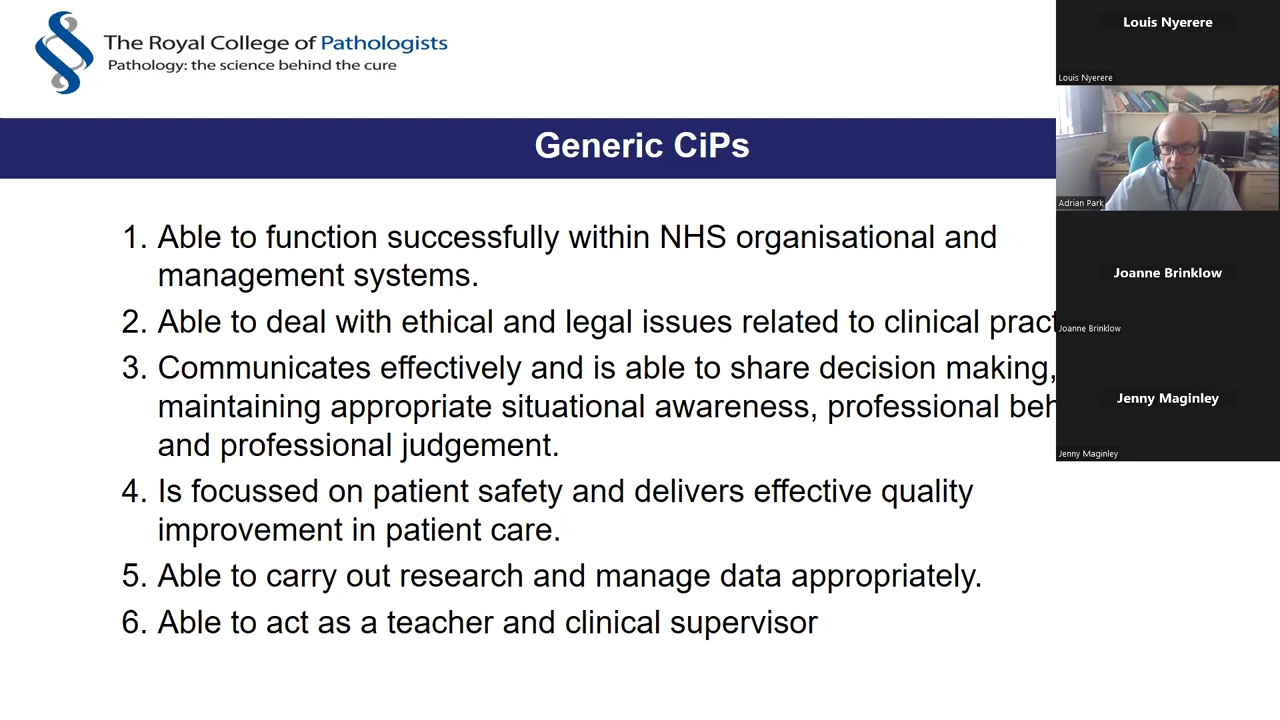 The Royal College of Pathologists
Pathology: the science behind the cure
Generic CiPs
1. Able to function successfully within NHS organisational and
management systems.
2. Able to deal with ethical and legal issues related to clinical pract
3. Communicates effectively and is able to share decision making,
maintaining appropriate situational awareness, professional beh
and professional judgement.
4. Is focussed on patient safety and delivers effective quality
improvement in patient care.
5. Able to carry out research and manage data appropriately.
6. Able to act as a teacher and clinical supervisor
Louis Nyerere
Louis Nyerere
Adrian Park
Joanne Brinklow
Joanne Brinklow
Jenny Maginley
Jenny Maginley